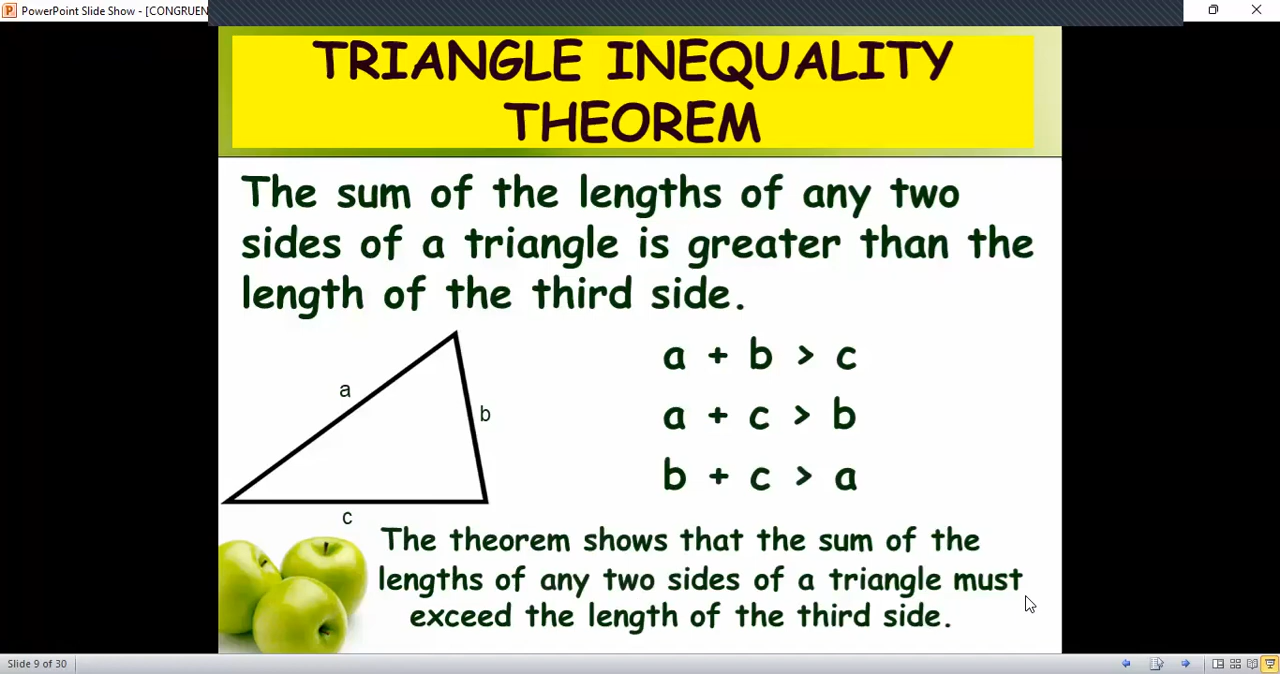 PowerPoint Slide Show - [CONGRUEN
TRIANGLE INEQUALITY
THEOREM
The sum of the lengths of any two
sides of a triangle is greater than the
length of the third side.
a + b > c
a + c > b
b + c > a
a
b
c
The theorem shows that the sum of the
lengths of any two sides of a triangle must
exceed the length of the third side.
Slide 9 of 30